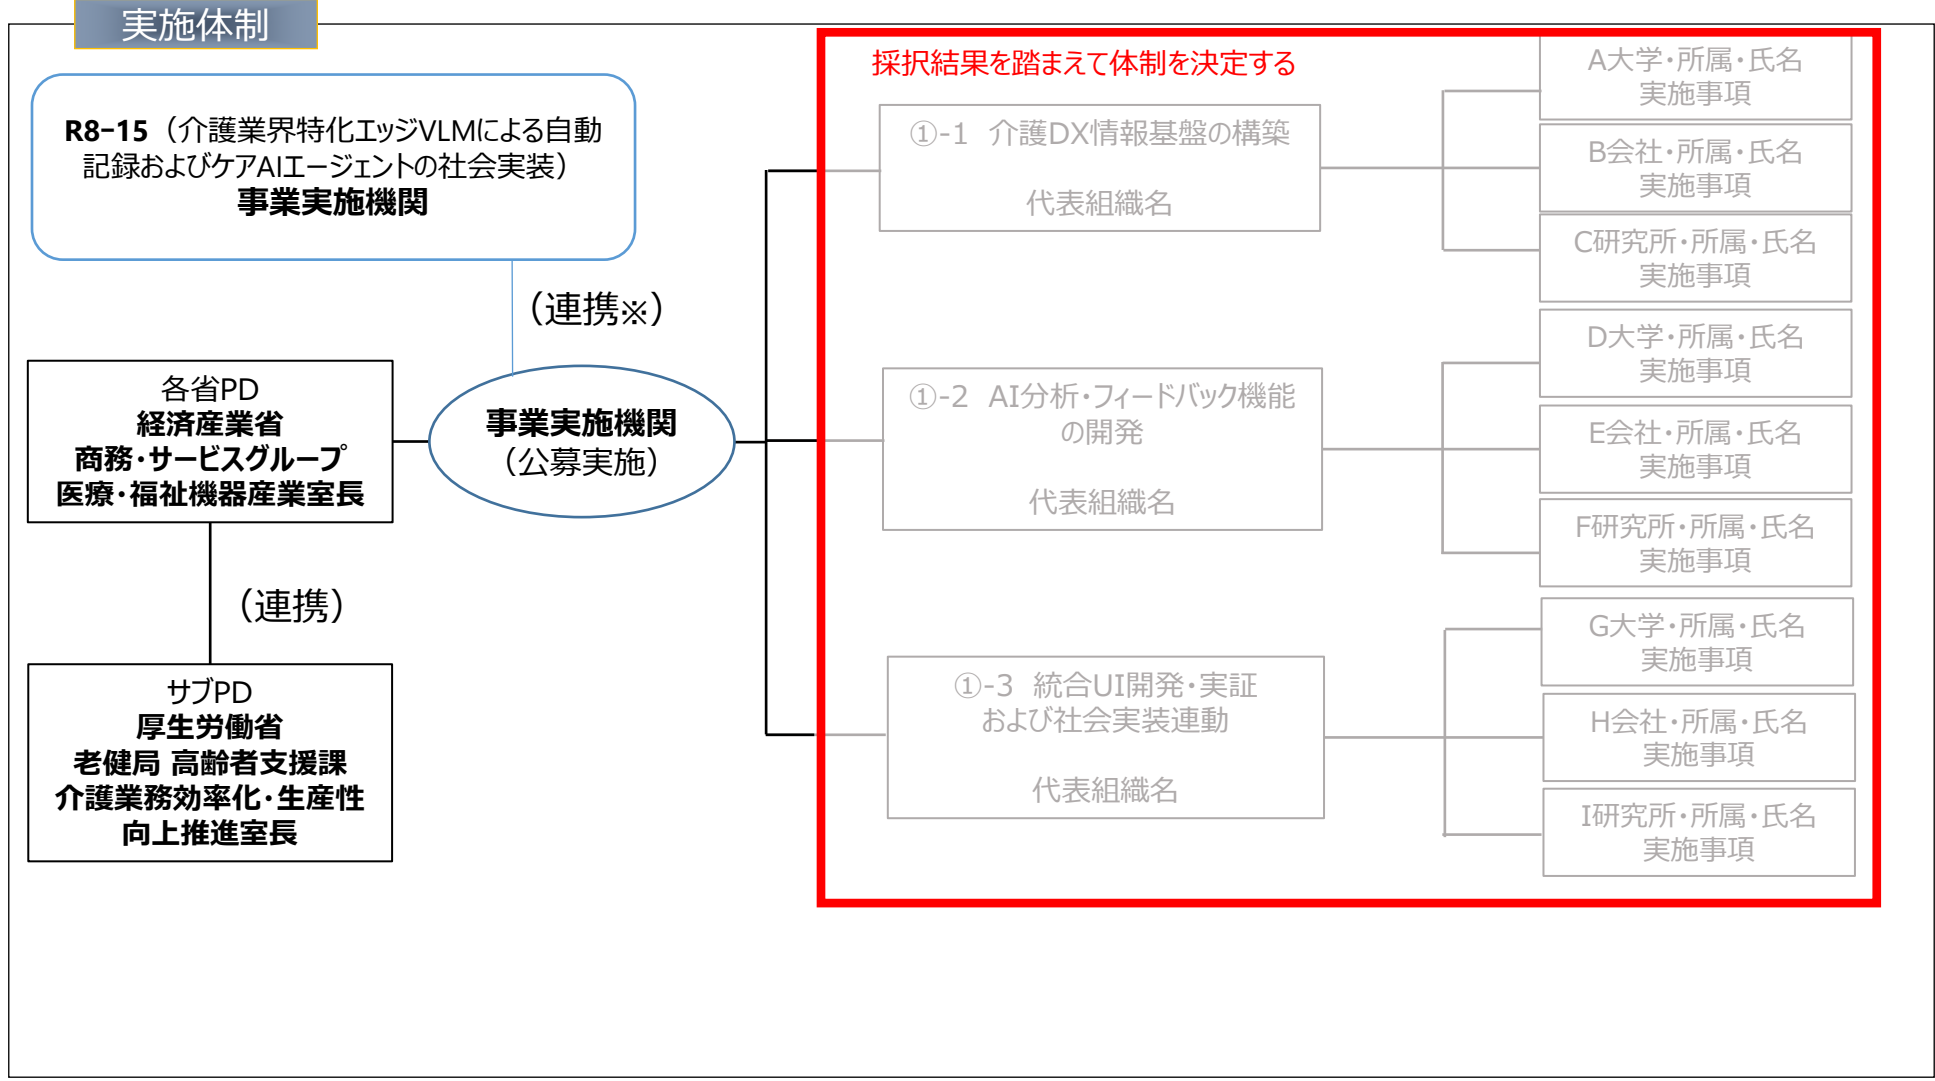 実施体制
R8ｰ15（介護業界特化エッジVLMによる自動
記録およびケアAIエージェントの社会実装）
事業実施機関
（連携※）
各省PD
経済産業省
商務・サービスグループ
医療・福祉機器産業室長
（連携）
サブPD
厚生労働省
老健局 高齢者支援課
介護業務効率化・生産性
向上推進室長
事業実施機関
（公募実施）
採択結果を踏まえて体制を決定する
①-1 介護DX情報基盤の構築
代表組織名
A大学・所属・氏名
実施事項
B会社・所属・氏名
実施事項
C研究所・所属・氏名
実施事項
①-2 AI分析・フィードバック機能
の開発
代表組織名
D大学・所属・氏名
実施事項
E会社・所属・氏名
実施事項
F研究所・所属・氏名
実施事項
①-3 統合UI開発・実証
および社会実装連動
代表組織名
G大学・所属・氏名
実施事項
H会社・所属・氏名
実施事項
I研究所・所属・氏名
実施事項